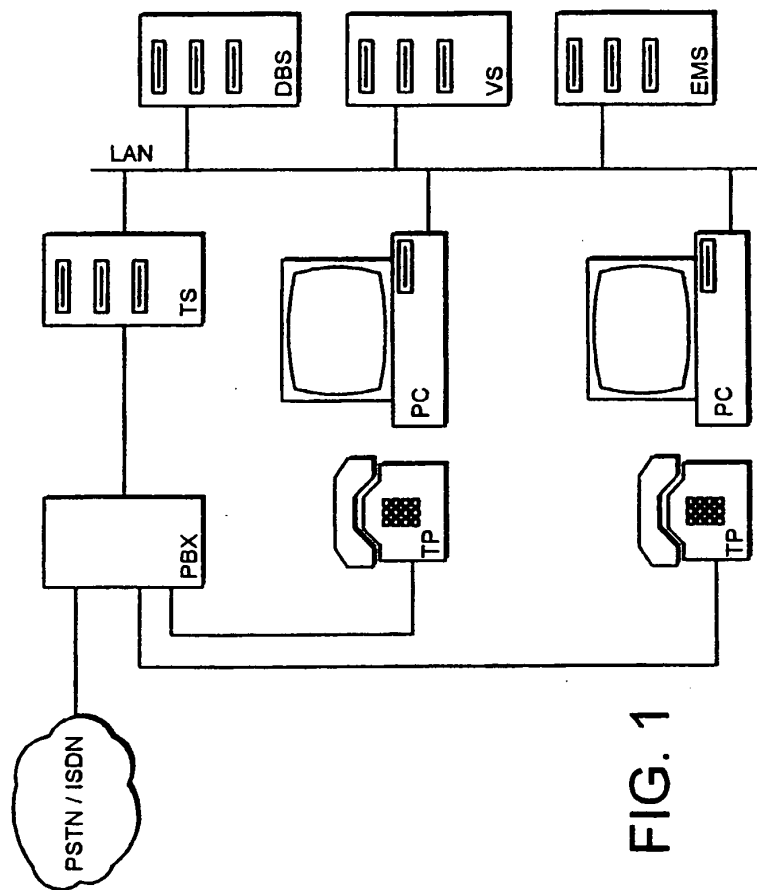 PSTN / ISDN
PBX
TS
LAN
DBS
VS
EMS
TP
PC
TP
PC
FIG. 1